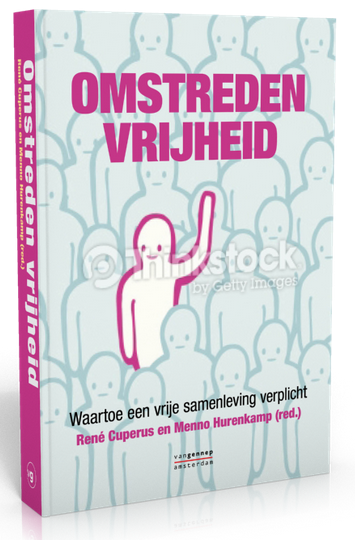 OMSTREDEN
VRIJHEID
Thinkstock
by Getty Images
Waartoe een vrije samenleving verplicht
René Cuperus en Menno Hurenkamp (red.)
vangennep
amsterdam
Omstreden vrijheid
René Cuperus en Menno Hurenkamp (red.)